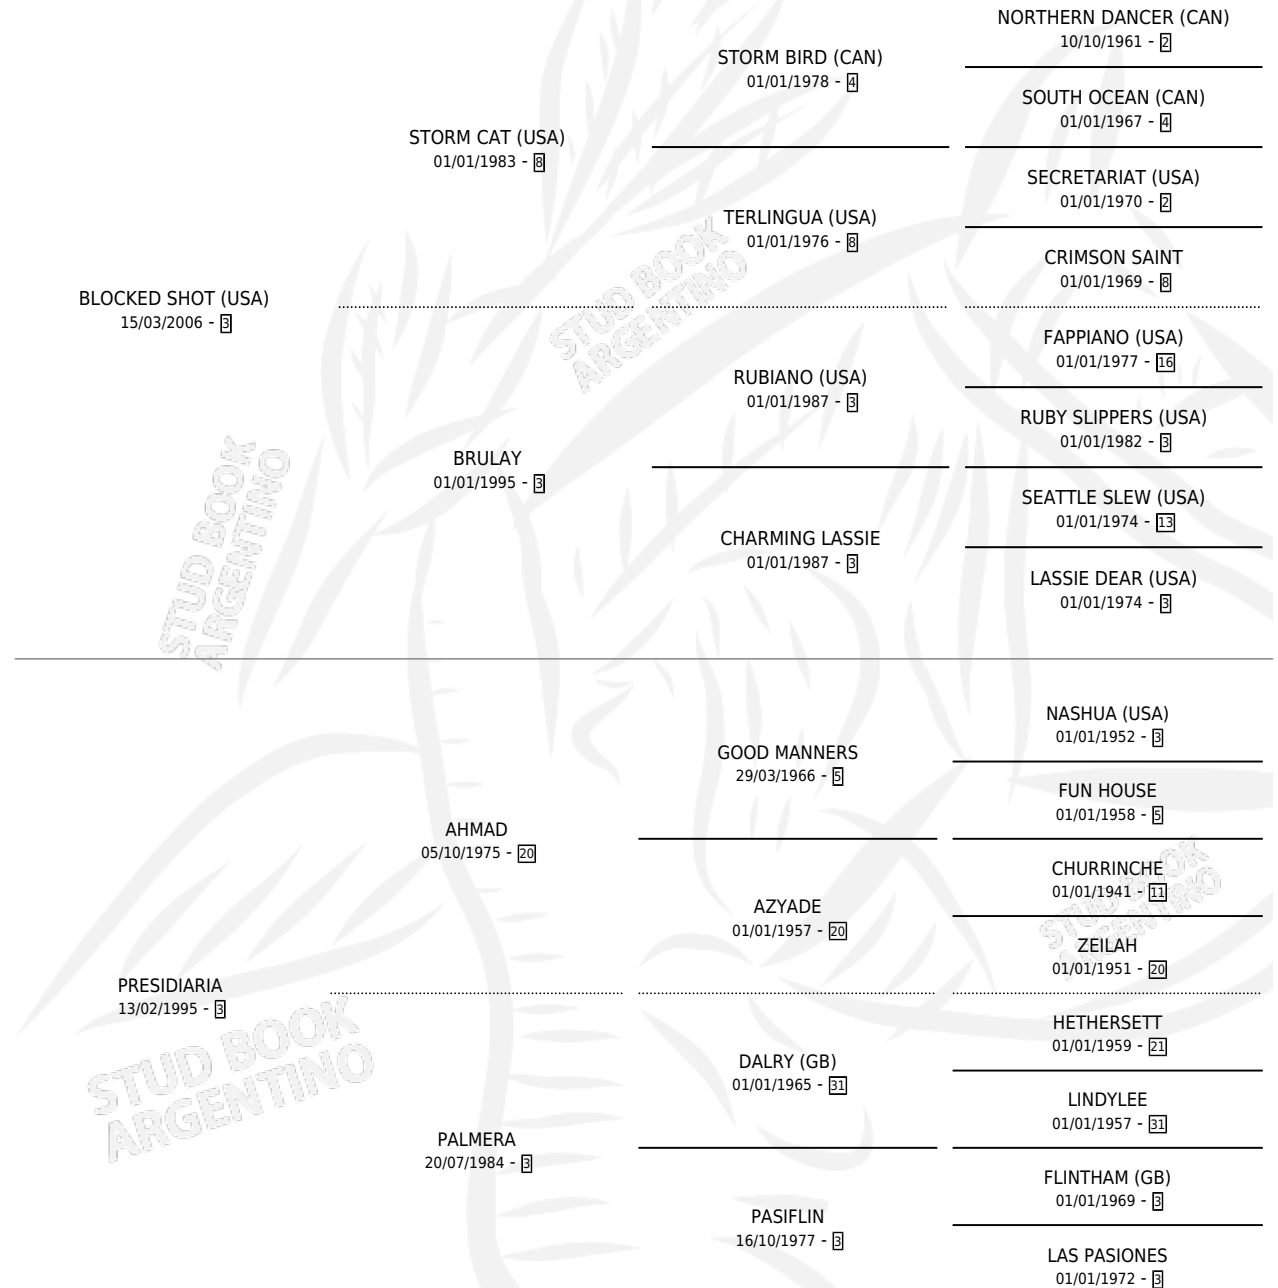 NORTHERN DANCER (CAN)
10/10/1961 - 2
STORM BIRD (CAN)
01/01/1978 - 4
SOUTH OCEAN (CAN)
01/01/1967 - 4
STORM CAT (USA)
01/01/1983 - 8
SECRETARIAT (USA)
01/01/1970 - 2
TERLINGUA (USA)
01/01/1976 - 8
CRIMSON SAINT
01/01/1969 - 8
BLOCKED SHOT (USA)
15/03/2006 - 3
STUD BOOK
ARGENTINO
FAPPIANO (USA)
01/01/1977 - 16
RUBIANO (USA)
01/01/1987 - 3
RUBY SLIPPERS (USA)
01/01/1982 - 3
BRULAY
01/01/1995 - 3
SEATTLE SLEW (USA)
01/01/1974 - 13
CHARMING LASSIE
01/01/1987 - 3
LASSIE DEAR (USA)
01/01/1974 - 3
STUD BOOK
ARGENTINO
NASHUA (USA)
01/01/1952 - 3
GOOD MANNERS
29/03/1966 - 5
FUN HOUSE
01/01/1958 - 5
AHMAD
05/10/1975 - 20
CHURRINCHE
01/01/1941 - 11
AZYADE
01/01/1957 - 20
ZEILAH
01/01/1951 - 20
STUD BOOK
ARGENTINO
PRESIDIARIA
13/02/1995 - 3
STUD BOOK
ARGENTINO
HETHERSETT
01/01/1959 - 21
DALRY (GB)
01/01/1965 - 31
LINDYLEE
01/01/1957 - 31
PALMERA
20/07/1984 - 3
FLINTHAM (GB)
01/01/1969 - 3
PASIFLIN
16/10/1977 - 3
LAS PASIONES
01/01/1972 - 3